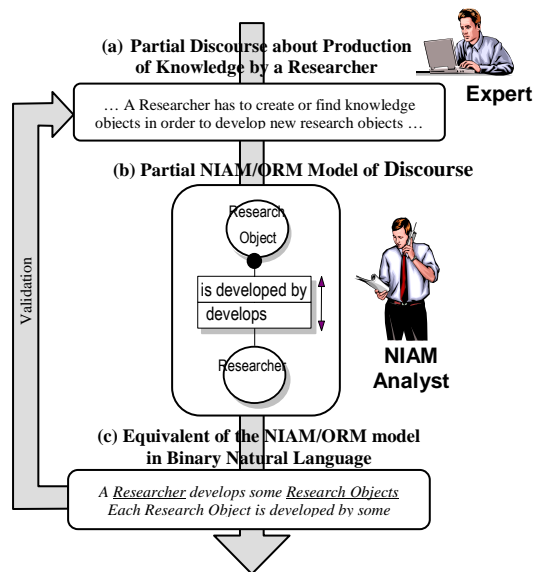 (a) Partial Discourse about Production
of Knowledge by a Researcher
Expert
… A Researcher has to create or find knowledge
objects in order to develop new research objects …
(b) Partial NIAM/ORM Model of Discourse
Research
Object
is developed by
develops
Researcher
NIAM
Analyst
Validation
(c) Equivalent of the NIAM/ORM model
in Binary Natural Language
A Researcher develops some Research Objects
Each Research Object is developed by some